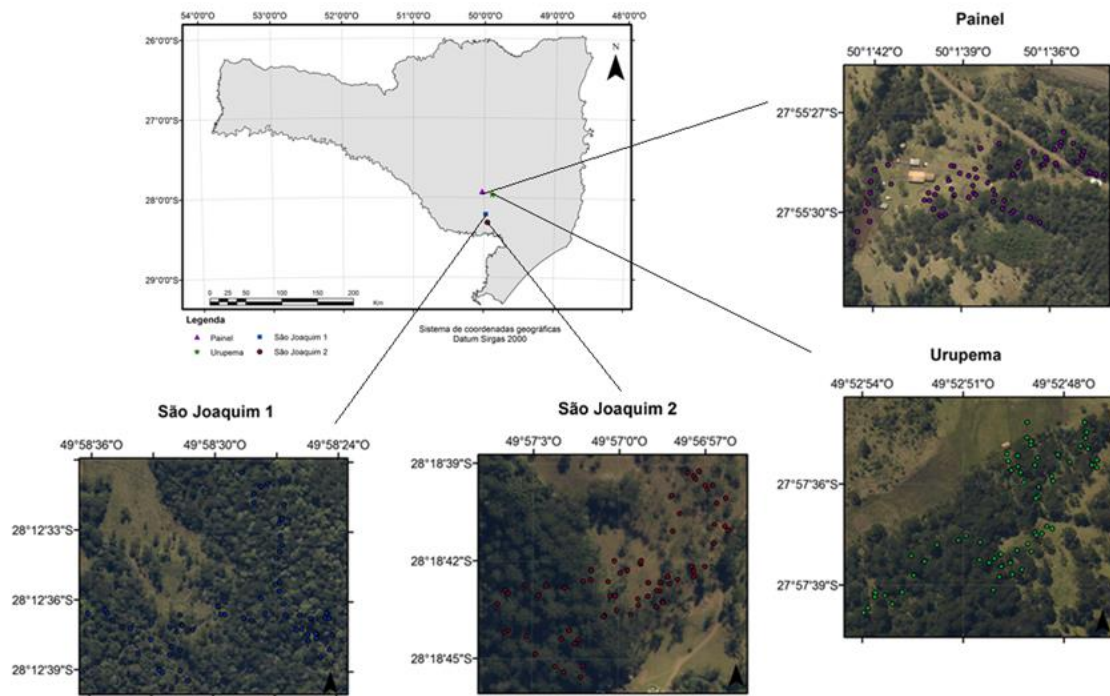 54°0'0"O 53°0'0"O 52°0'0"O 51°0'0"O 50°0'0"O 49°0'0"O 48°0'0"O
26°0'0"S
27°0'0"S
28°0'0"S
29°0'0"S
N
0 25 50 100 150 200
Km
Legenda
Painel
São Joaquim 1
Urupema
São Joaquim 2
Sistema de coordenadas geográficas
Datum Sirgas 2000
Painel
50°1'42"O 50°1'39"O 50°1'36"O
27°55'27"S
27°55'30"S
Urupema
49°52'54"O 49°52'51"O 49°52'48"O
27°57'36"S
27°57'39"S
São Joaquim 1
49°58'36"O 49°58'30"O 49°58'24"O
28°12'33"S
28°12'36"S
28°12'39"S
São Joaquim 2
49°57'3"O 49°57'0"O 49°56'57"O
28°18'39"S
28°18'42"S
28°18'45"S